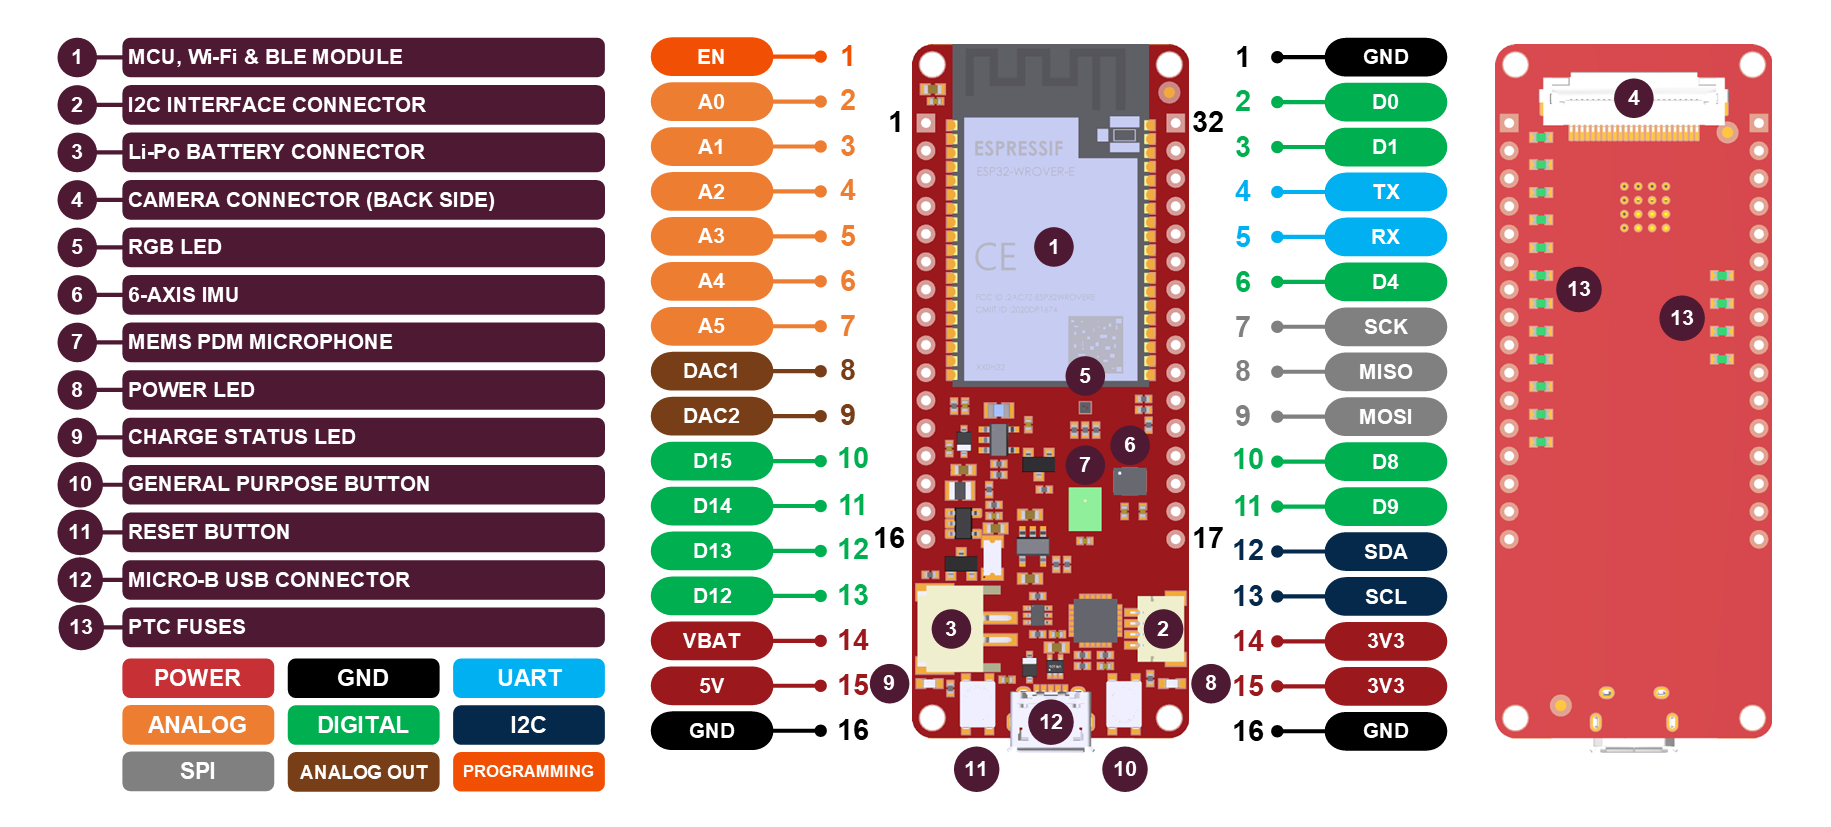 1 MCU, Wi-Fi & BLE MODULE
2 I2C INTERFACE CONNECTOR
3 Li-Po BATTERY CONNECTOR
4 CAMERA CONNECTOR (BACK SIDE)
5 RGB LED
6 6-AXIS IMU
7 MEMS PDM MICROPHONE
8 POWER LED
9 CHARGE STATUS LED
10 GENERAL PURPOSE BUTTON
11 RESET BUTTON
12 MICRO-B USB CONNECTOR
13 PTC FUSES
POWER GND UART
ANALOG DIGITAL I2C
SPI ANALOG OUT PROGRAMMING
EN 1
A0 2
A1 3
A2 4
A3 5
A4 6
A5 7
DAC1 8
DAC2 9
D15 10
D14 11
D13 12
D12 13
VBAT 14
5V 15
GND 16
1 32
ESPRESSIF
ESP32-WROVER-E
1
CE
5
6
7
16 17
3 2
9 8
12
11 10
1 GND
2 D0
3 D1
4 TX
5 RX
6 D4
7 SCK
8 MISO
9 MOSI
10 D8
11 D9
12 SDA
13 SCL
14 3V3
15 3V3
16 GND
4
13
13